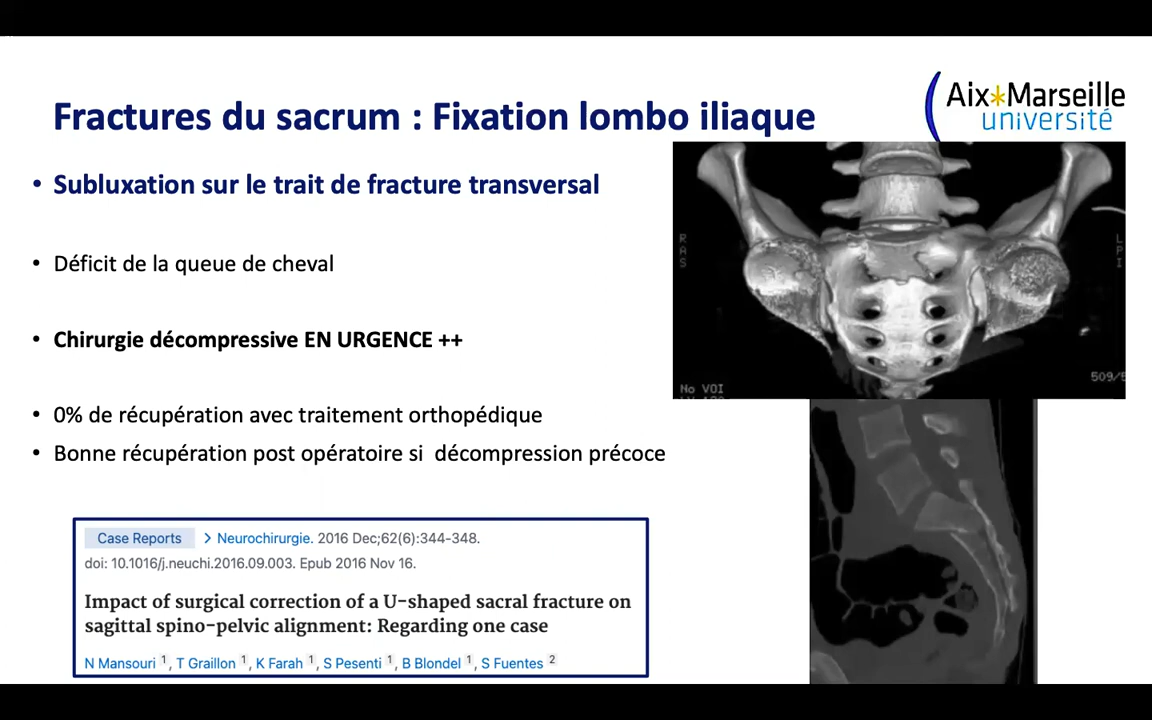 Fractures du sacrum : Fixation lombo iliaque
Aix*Marseille
université
• Subluxation sur le trait de fracture transversal
• Déficit de la queue de cheval
• Chirurgie décompressive EN URGENCE ++
• 0% de récupération avec traitement orthopédique
• Bonne récupération post opératoire si décompression précoce
R
A
S
L
P
I
No VOI
509/5
Case Reports > Neurochirurgie. 2016 Dec;62(6):344-348.
doi: 10.1016/j.neuchi.2016.09.003. Epub 2016 Nov 16.
Impact of surgical correction of a U-shaped sacral fracture on
sagittal spino-pelvic alignment: Regarding one case
N Mansouri 1, T Graillon 1, K Farah 1, S Pesenti 1, B Blondel 1, S Fuentes 2